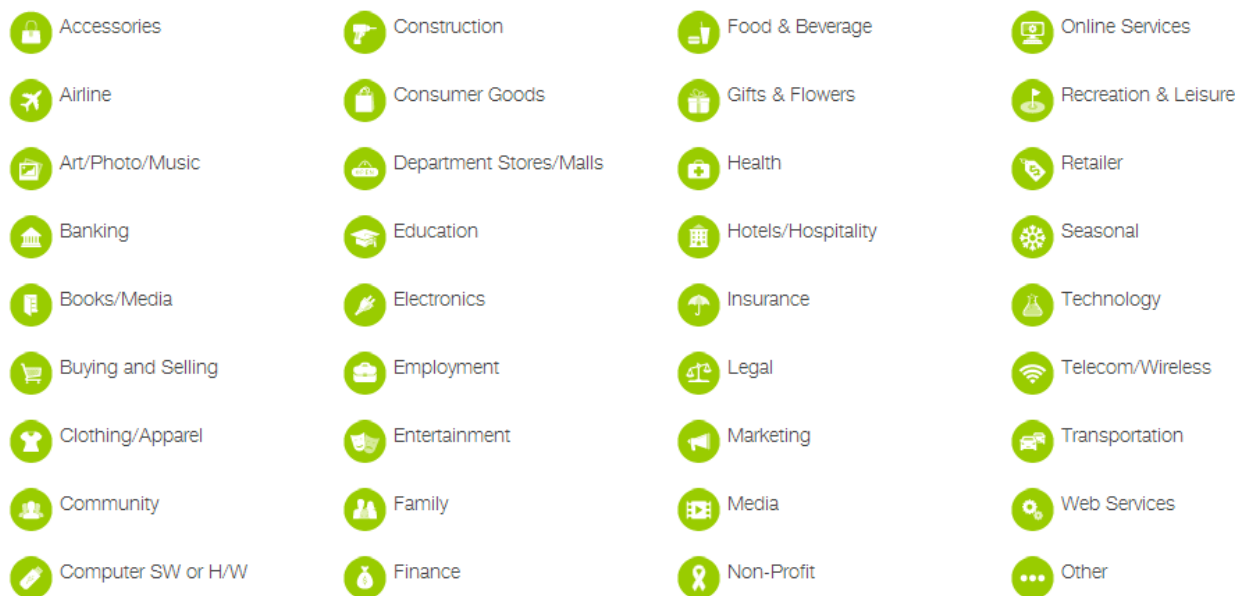 Accessories
Airline
Art/Photo/Music
Banking
Books/Media
Buying and Selling
Clothing/Apparel
Community
Computer SW or H/W
Construction
Consumer Goods
Department Stores/Malls
Education
Electronics
Employment
Entertainment
Family
Finance
Food & Beverage
Gifts & Flowers
Health
Hotels/Hospitality
Insurance
Legal
Marketing
Media
Non-Profit
Online Services
Recreation & Leisure
Retailer
Seasonal
Technology
Telecom/Wireless
Transportation
Web Services
Other